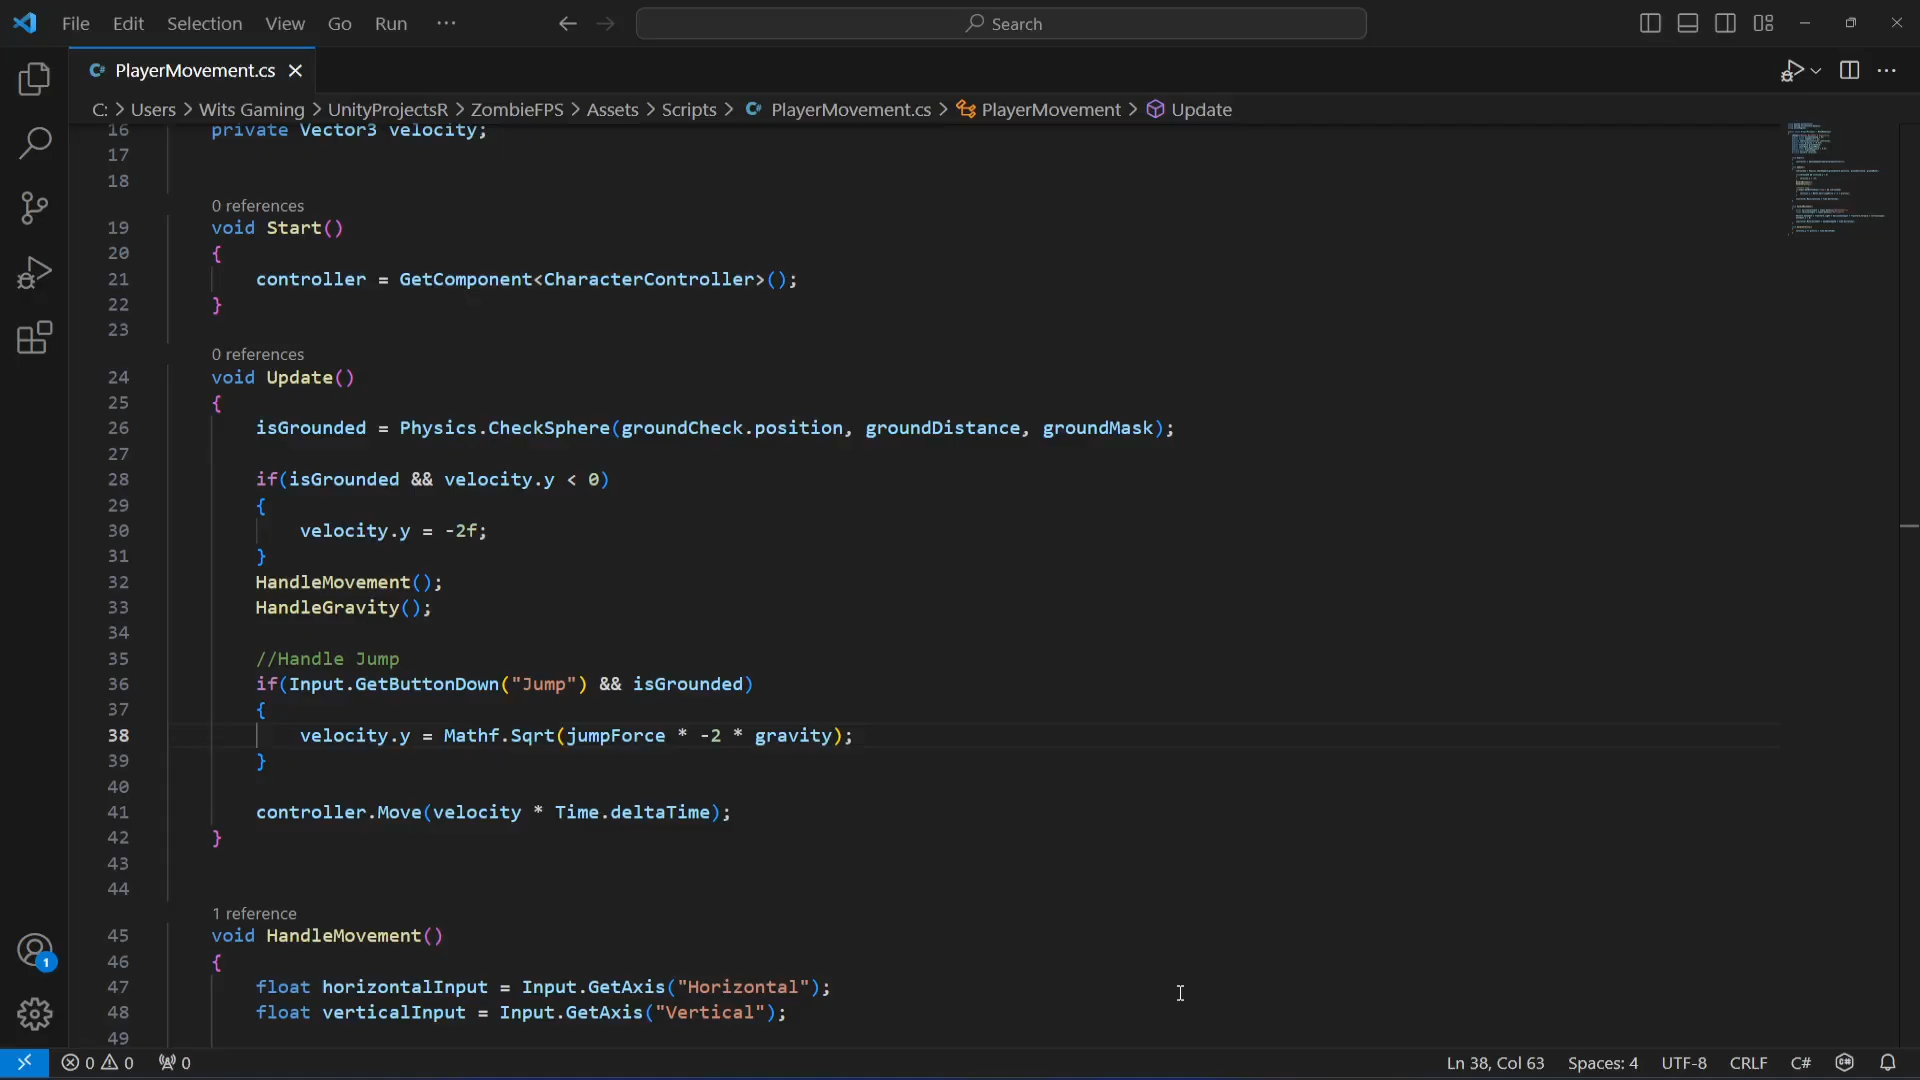 File Edit Selection View Go Run ···
Search
PlayerMovement.cs
C: > Users > Wits Gaming > UnityProjectsR > ZombieFPS > Assets > Scripts > PlayerMovement.cs > PlayerMovement > Update
16 private Vector3 velocity;
17
18
0 references
19 void Start()
20 {
21 controller = GetComponent<CharacterController>();
22 }
23
0 references
24 void Update()
25 {
26 isGrounded = Physics.CheckSphere(groundCheck.position, groundDistance, groundMask);
27
28 if(isGrounded && velocity.y < 0)
29 {
30 velocity.y = -2f;
31 }
32 HandleMovement();
33 HandleGravity();
34
35 //Handle Jump
36 if(Input.GetButtonDown("Jump") && isGrounded)
37 {
38 velocity.y = Mathf.Sqrt(jumpForce * -2 * gravity);
39 }
40
41 controller.Move(velocity * Time.deltaTime);
42 }
43
44
1 reference
45 void HandleMovement()
46 {
47 float horizontalInput = Input.GetAxis("Horizontal");
48 float verticalInput = Input.GetAxis("Vertical");
49
1
0 0 0 Ln 38, Col 63 Spaces: 4 UTF-8 CRLF C#